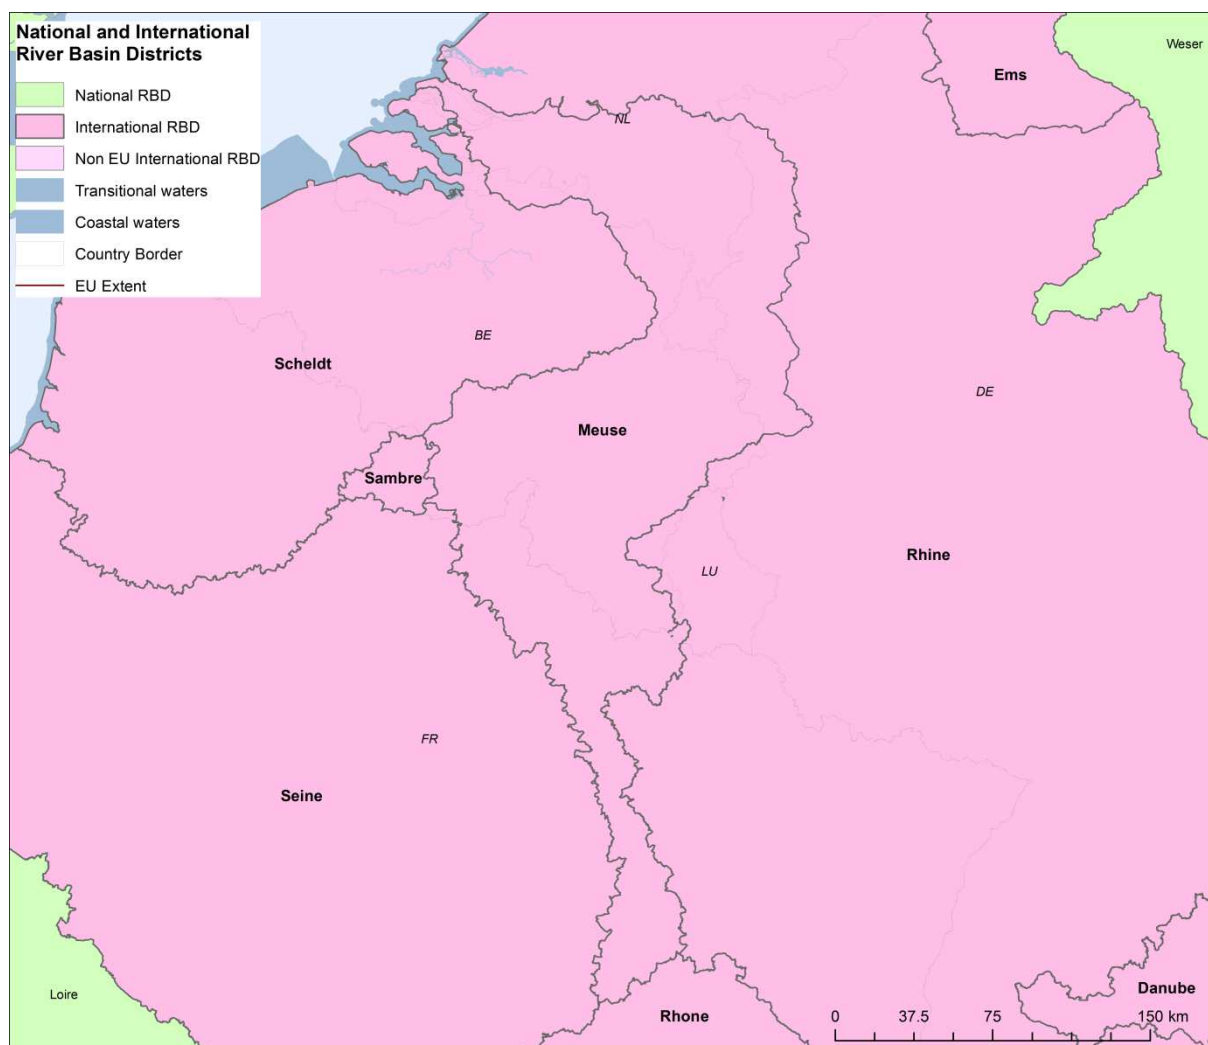 National and International
River Basin Districts
National RBD
International RBD
Non EU International RBD
Transitional waters
Coastal waters
Country Border
EU Extent
Weser
Ems
NL
BE
Scheldt
DE
Meuse
Sambre
Rhine
LU
FR
Seine
Loire
Danube
Rhone
0 37.5 75 150 km